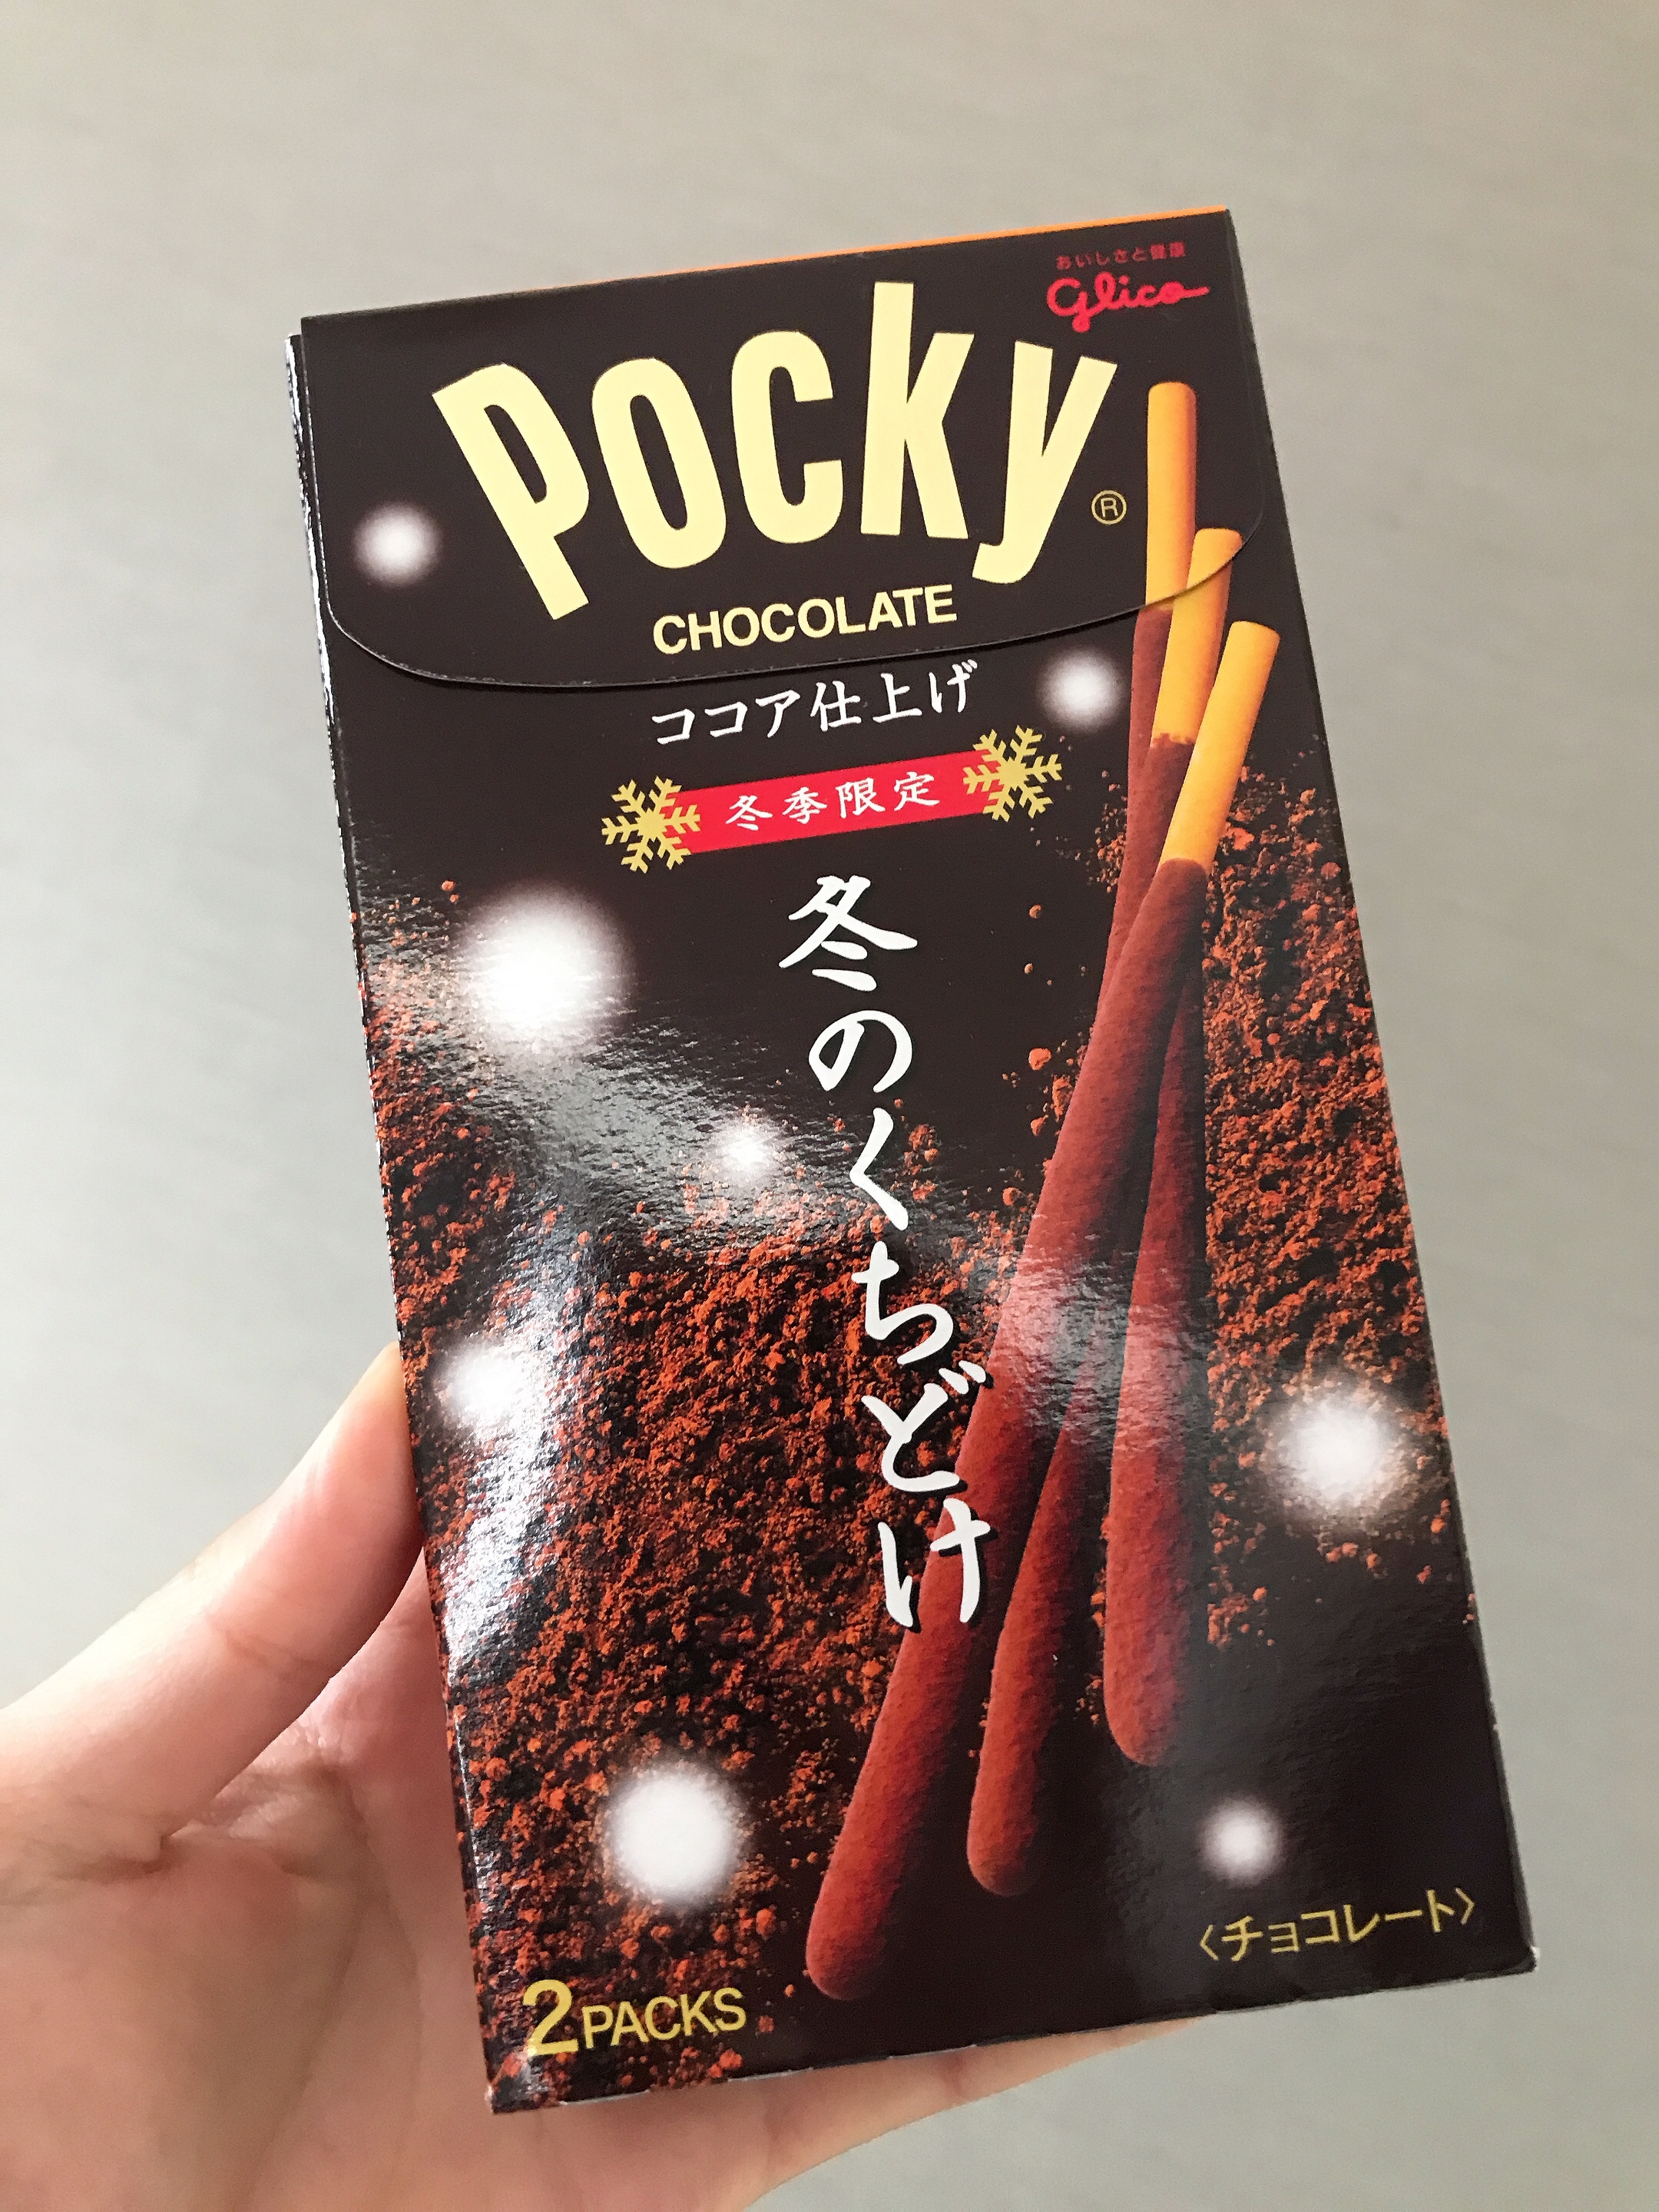 おいしさと健康
Glico
Pocky®
CHOCOLATE
ココア仕上げ
冬季限定
冬のくちどけ
〈チョコレート〉
2PACKS